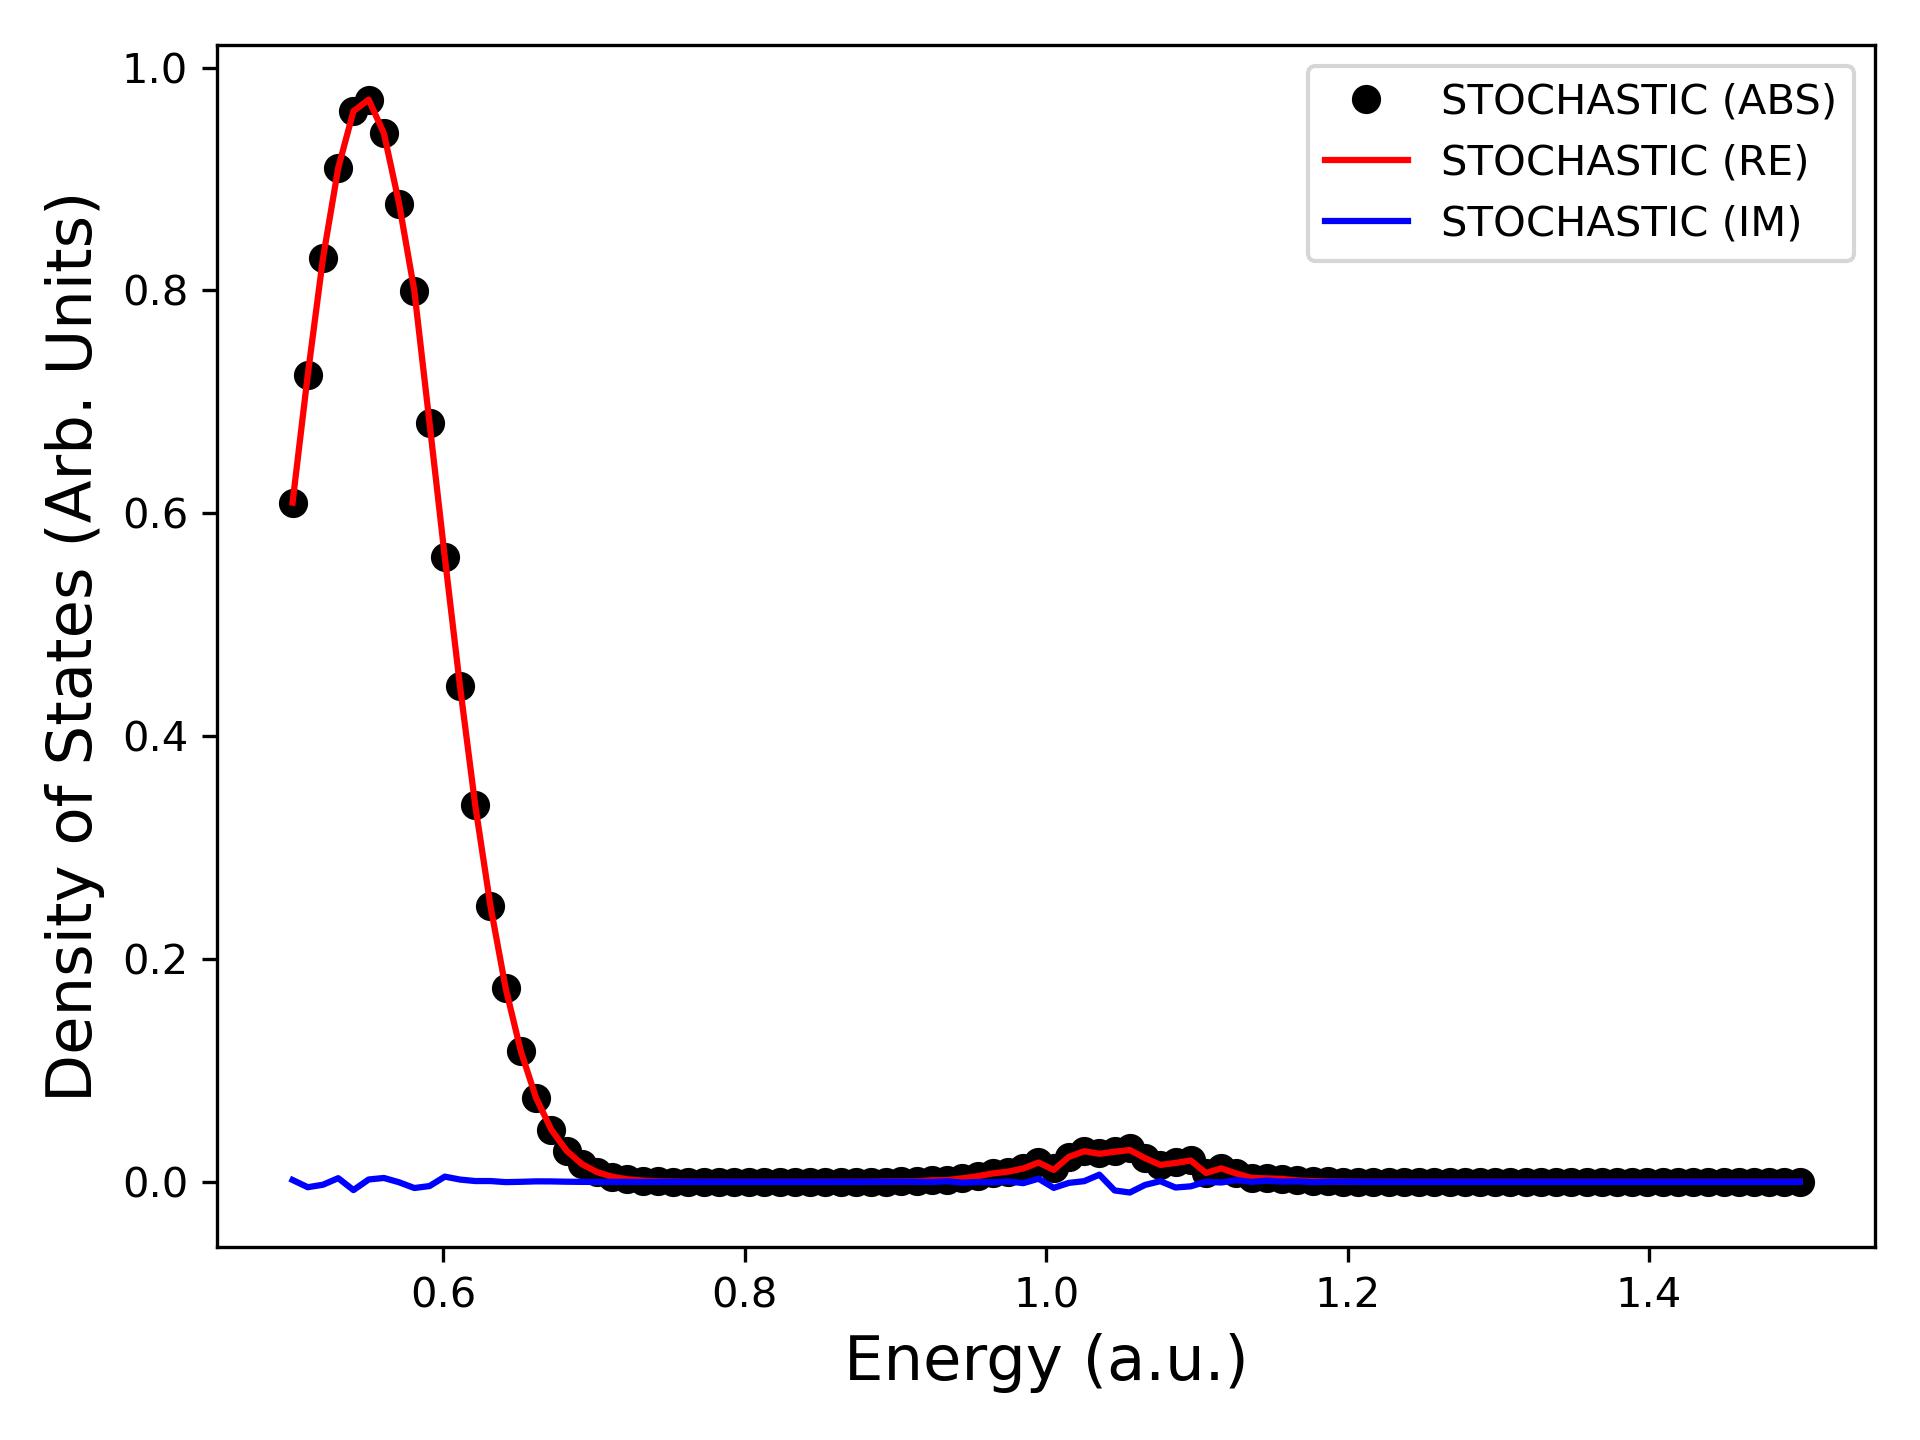 1.0
0.8
0.6
0.4
0.2
0.0
Density of States (Arb. Units)
STOCHASTIC (ABS)
STOCHASTIC (RE)
STOCHASTIC (IM)
0.6 0.8 1.0 1.2 1.4
Energy (a.u.)